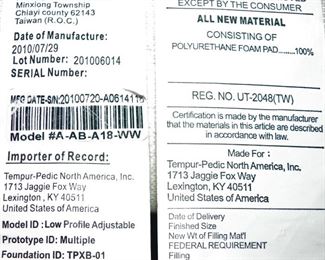 Minxiong Township
Chiayi county 62143
Taiwan (R.O.C.)
Date of Manufacture:
2010/07/29
Lot Number: 201006014
SERIAL Number:
MFG DATE-S/N:20100720-A061411
Model #A-AB-A18-WW
Importer of Record:
Tempur-Pedic North America, Inc.
1713 Jaggie Fox Way
Lexington , KY 40511
United States of America
Model ID : Low Profile Adjustable
Prototype ID : Multiple
Foundation ID : TPXB-01
EXCEPT BY THE CONSUMER
ALL NEW MATERIAL
CONSISTING OF
POLYURETHANE FOAM PAD........100%
REG. NO. UT-2048(TW)
Certification is made by the manufacturer
that the materials in this article are described
in accordance with law.
Made For :
Tempur-Pedic North America, Inc.
1713 Jaggie Fox Way
Lexington, KY 40511
United States of America
Date of Delivery
Finished Size
New Wt of Filling Mat'l
FEDERAL REQUIREMENT
Filling